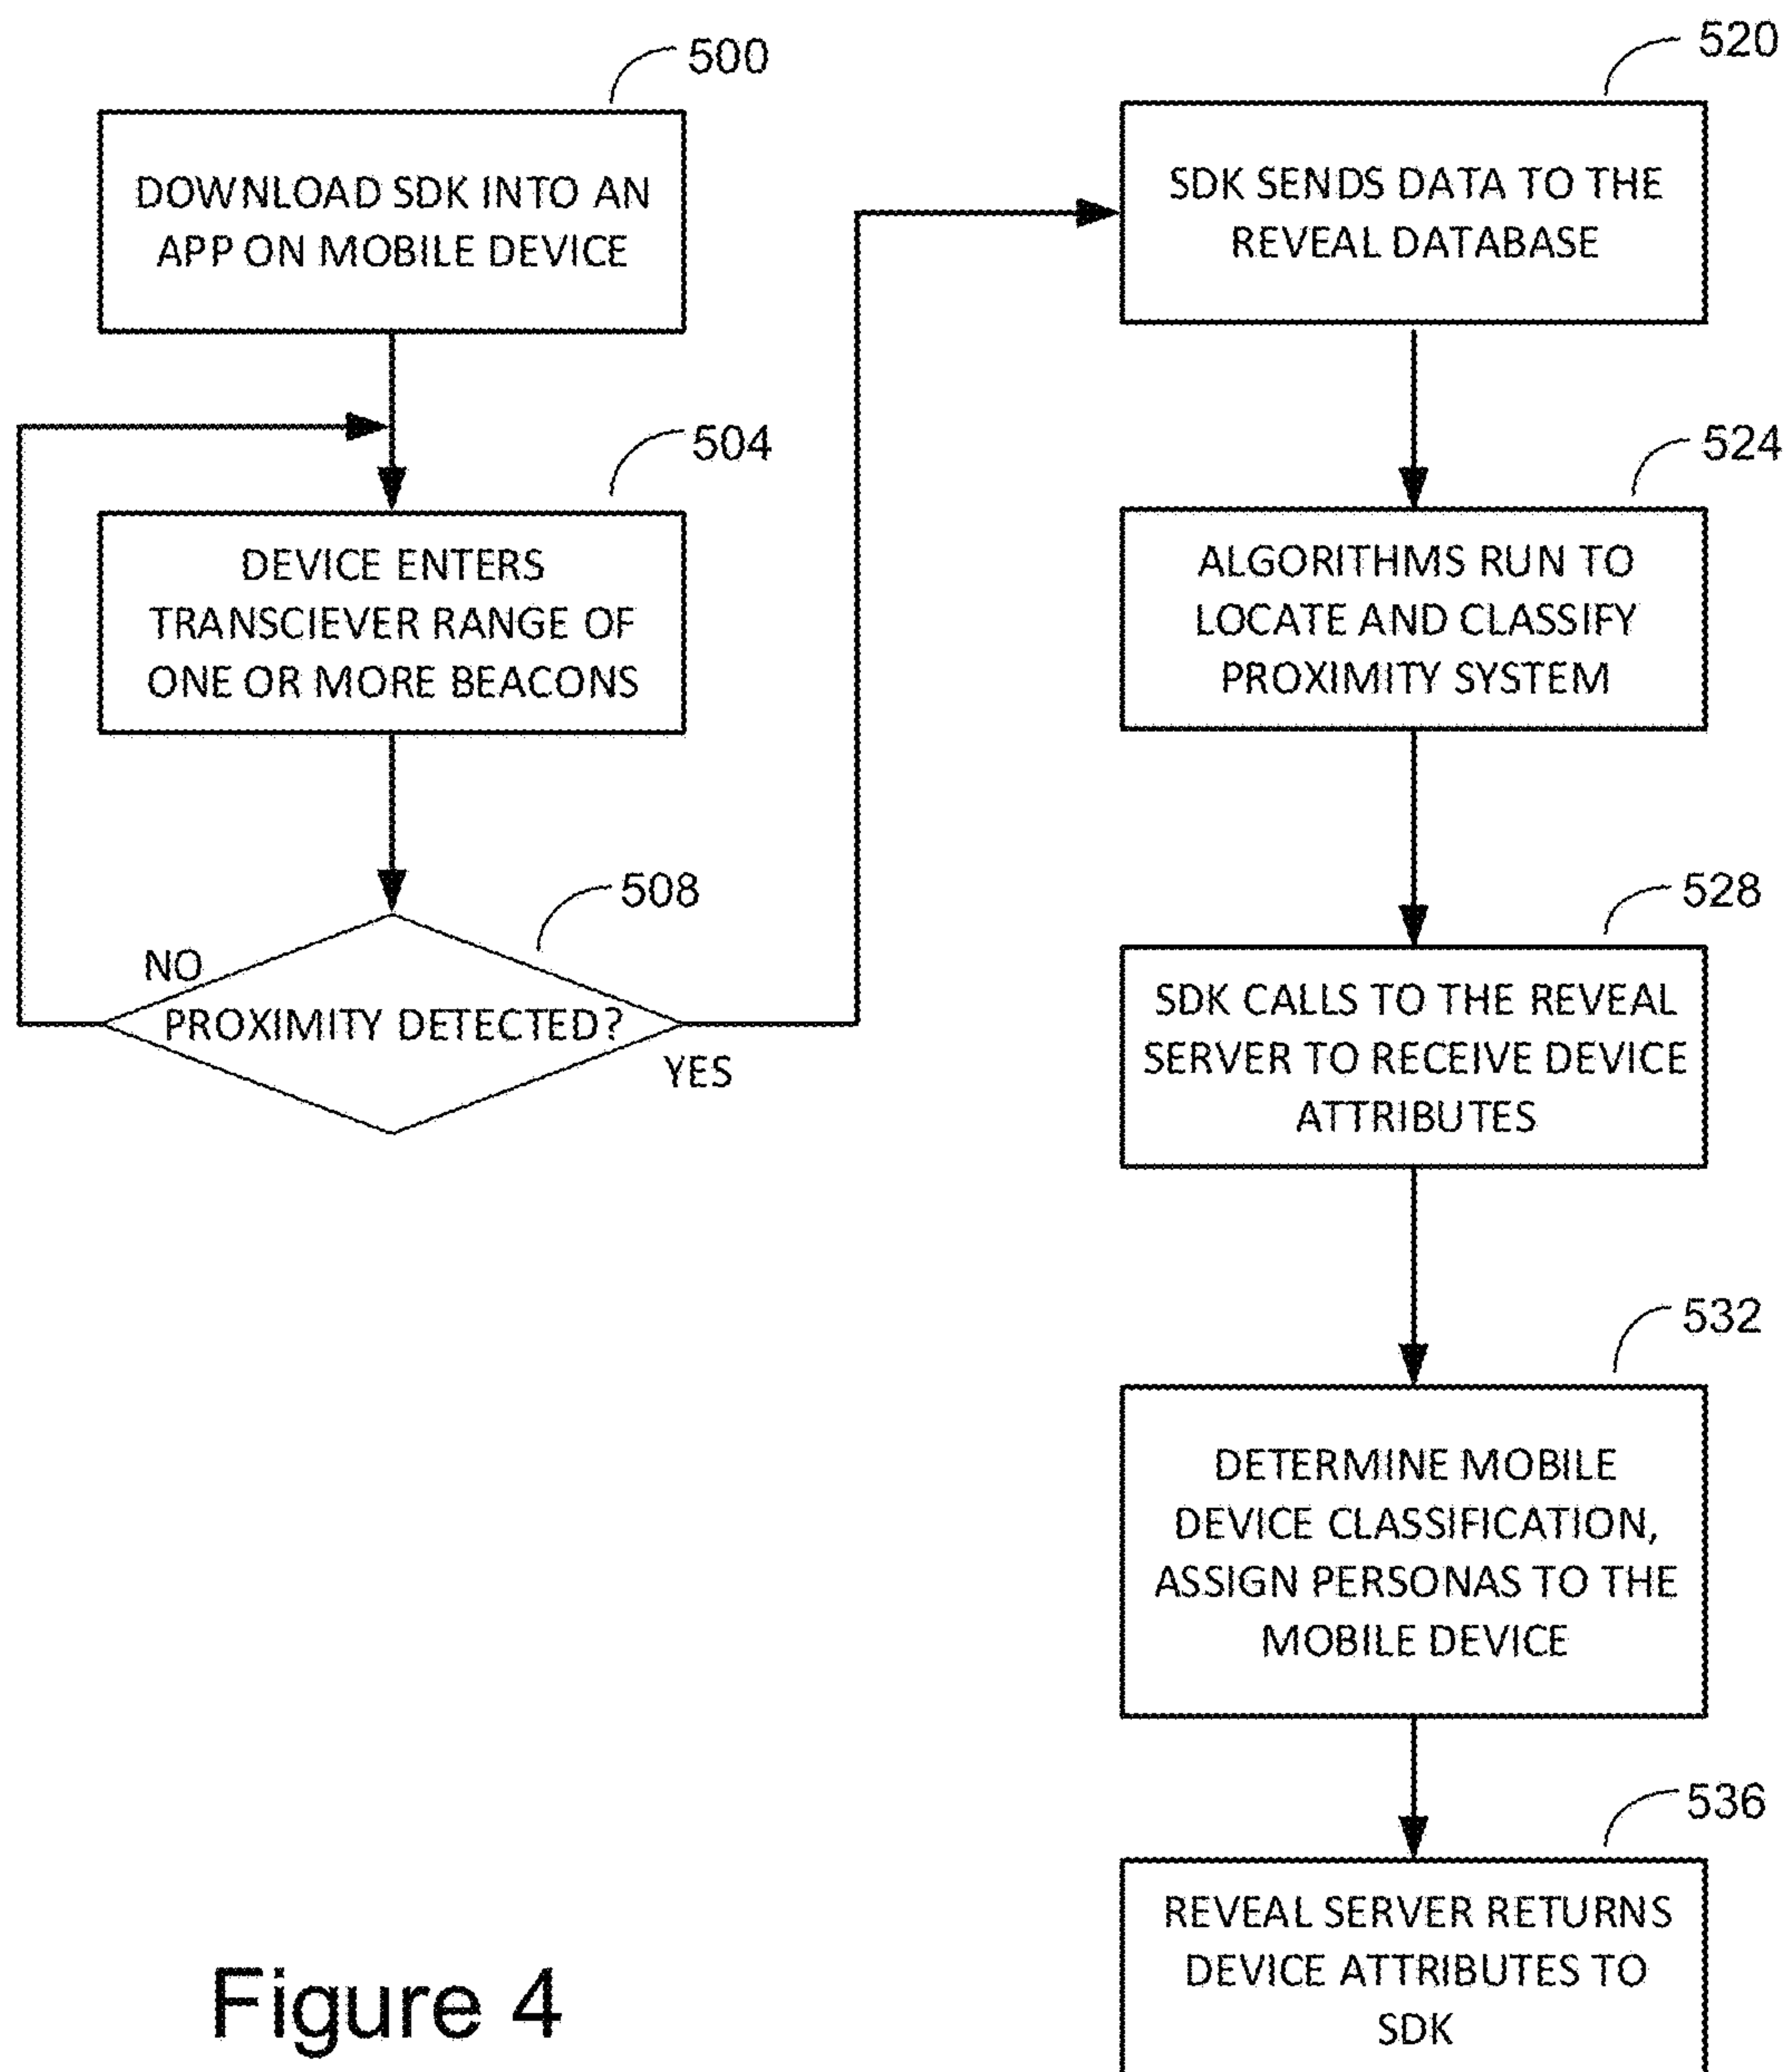 500
DOWNLOAD SDK INTO AN
APP ON MOBILE DEVICE
504
DEVICE ENTERS
TRANSCIEVER RANGE OF
ONE OR MORE BEACONS
508
NO
PROXIMITY DETECTED?
YES
520
SDK SENDS DATA TO THE
REVEAL DATABASE
524
ALGORITHMS RUN TO
LOCATE AND CLASSIFY
PROXIMITY SYSTEM
528
SDK CALLS TO THE REVEAL
SERVER TO RECEIVE DEVICE
ATTRIBUTES
532
DETERMINE MOBILE
DEVICE CLASSIFICATION,
ASSIGN PERSONAS TO THE
MOBILE DEVICE
536
REVEAL SERVER RETURNS
DEVICE ATTRIBUTES TO
SDK
Figure 4